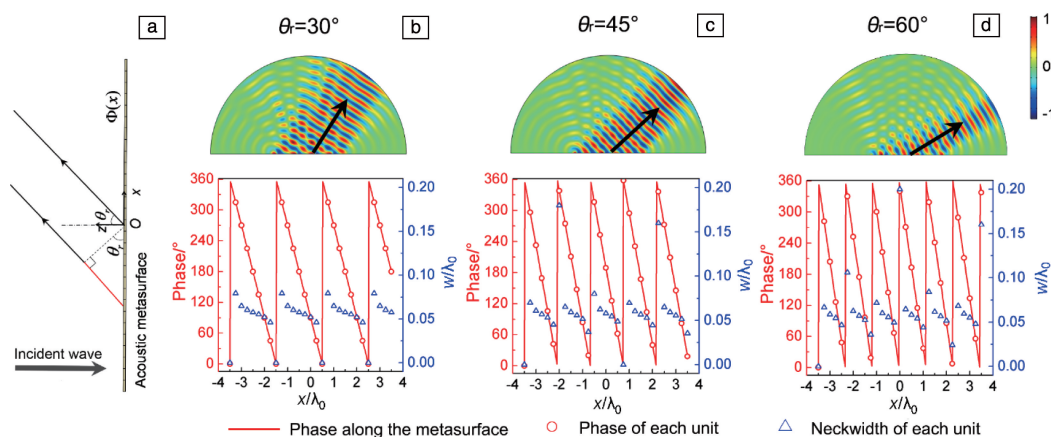 a
Φ(x)
x
θr
z
O
θr
Acoustic metasurface
Incident wave
θr=30°
b
θr=45°
c
θr=60°
d
1
0
-1
Phase/°
360
300
240
180
120
60
0
w/λ0
0.20
0.15
0.10
0.05
0.00
-4 -3 -2 -1 0 1 2 3 4
x/λ0
Phase/°
360
300
240
180
120
60
0
w/λ0
0.20
0.15
0.10
0.05
0.00
-4 -3 -2 -1 0 1 2 3 4
x/λ0
Phase/°
360
300
240
180
120
60
0
w/λ0
0.20
0.15
0.10
0.05
0.00
-4 -3 -2 -1 0 1 2 3 4
x/λ0
Phase along the metasurface
Phase of each unit
Neckwidth of each unit